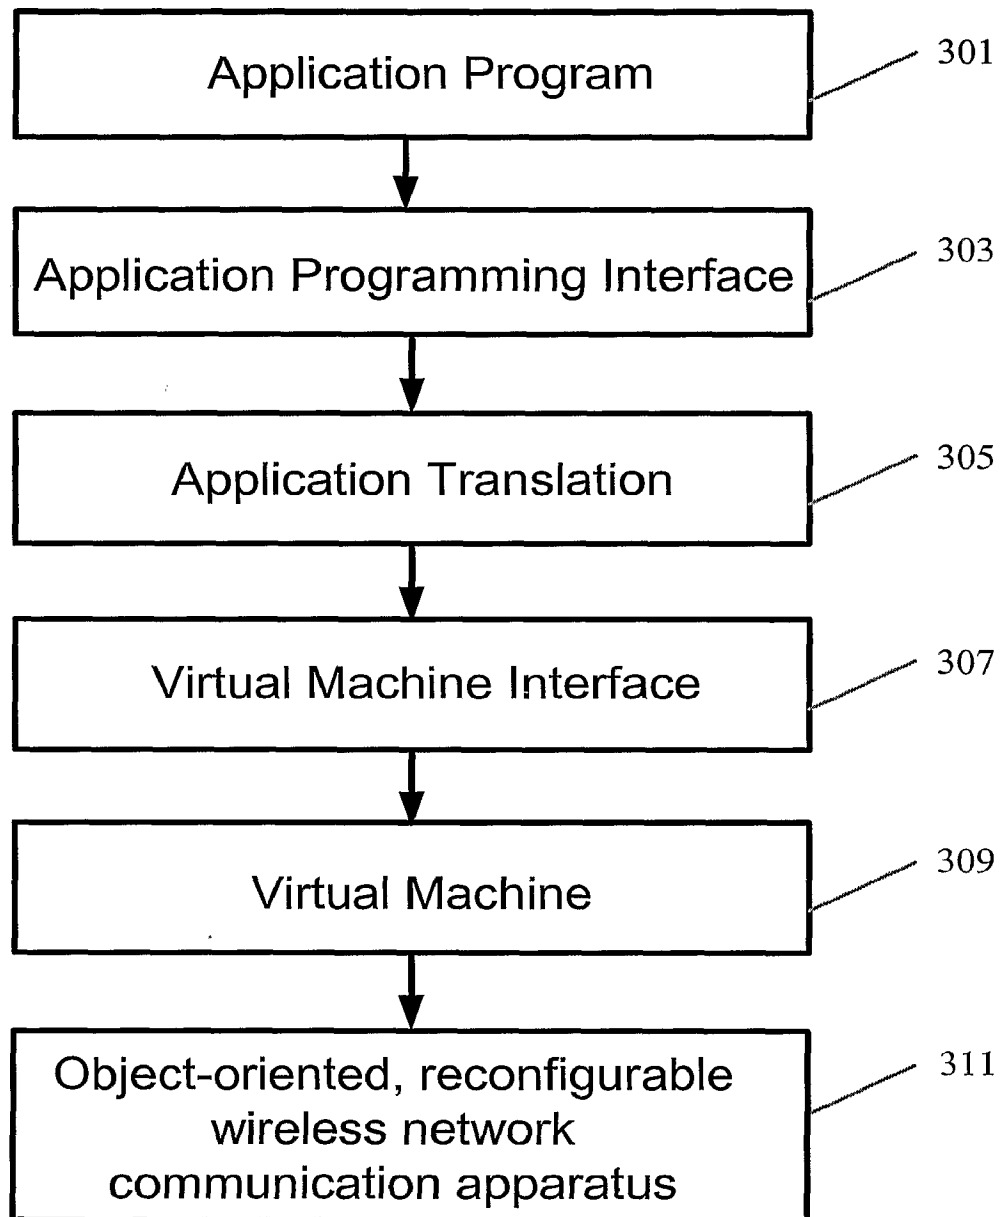 Application Program
301
Application Programming Interface
303
Application Translation
305
Virtual Machine Interface
307
Virtual Machine
309
Object-oriented, reconfigurable
wireless network
communication apparatus
311